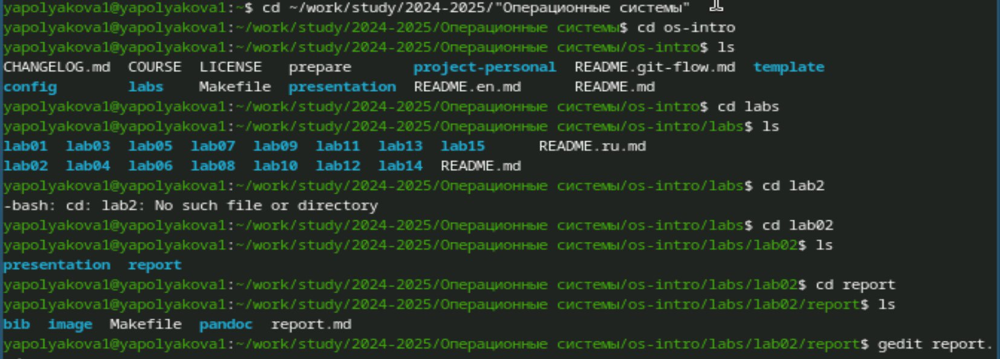 yapolyakova1@yapolyakova1:~$ cd ~/work/study/2024-2025/"Операционные системы"
yapolyakova1@yapolyakova1:~/work/study/2024-2025/Операционные системы$ cd os-intro
yapolyakova1@yapolyakova1:~/work/study/2024-2025/Операционные системы/os-intro$ ls
CHANGELOG.md  COURSE  LICENSE   prepare       project-personal  README.git-flow.md  template
config        labs    Makefile  presentation  README.en.md      README.md
yapolyakova1@yapolyakova1:~/work/study/2024-2025/Операционные системы/os-intro$ cd labs
yapolyakova1@yapolyakova1:~/work/study/2024-2025/Операционные системы/os-intro/labs$ ls
lab01  lab03  lab05  lab07  lab09  lab11  lab13  lab15      README.ru.md
lab02  lab04  lab06  lab08  lab10  lab12  lab14  README.md
yapolyakova1@yapolyakova1:~/work/study/2024-2025/Операционные системы/os-intro/labs$ cd lab2
-bash: cd: lab2: No such file or directory
yapolyakova1@yapolyakova1:~/work/study/2024-2025/Операционные системы/os-intro/labs$ cd lab02
yapolyakova1@yapolyakova1:~/work/study/2024-2025/Операционные системы/os-intro/labs/lab02$ ls
presentation  report
yapolyakova1@yapolyakova1:~/work/study/2024-2025/Операционные системы/os-intro/labs/lab02$ cd report
yapolyakova1@yapolyakova1:~/work/study/2024-2025/Операционные системы/os-intro/labs/lab02/report$ ls
bib  image  Makefile  pandoc  report.md
yapolyakova1@yapolyakova1:~/work/study/2024-2025/Операционные системы/os-intro/labs/lab02/report$ gedit report.